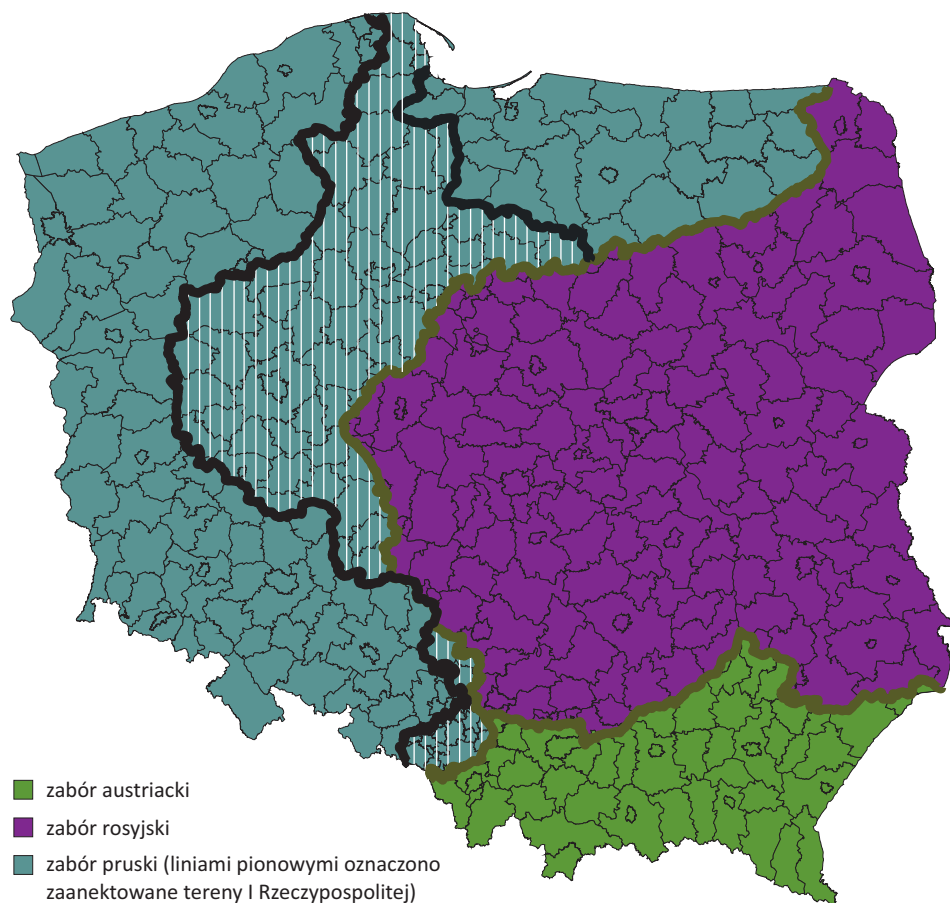 zabór austriacki
zabór rosyjski
zabór pruski (liniami pionowymi oznaczono
zaanektowane tereny I Rzeczypospolitej)